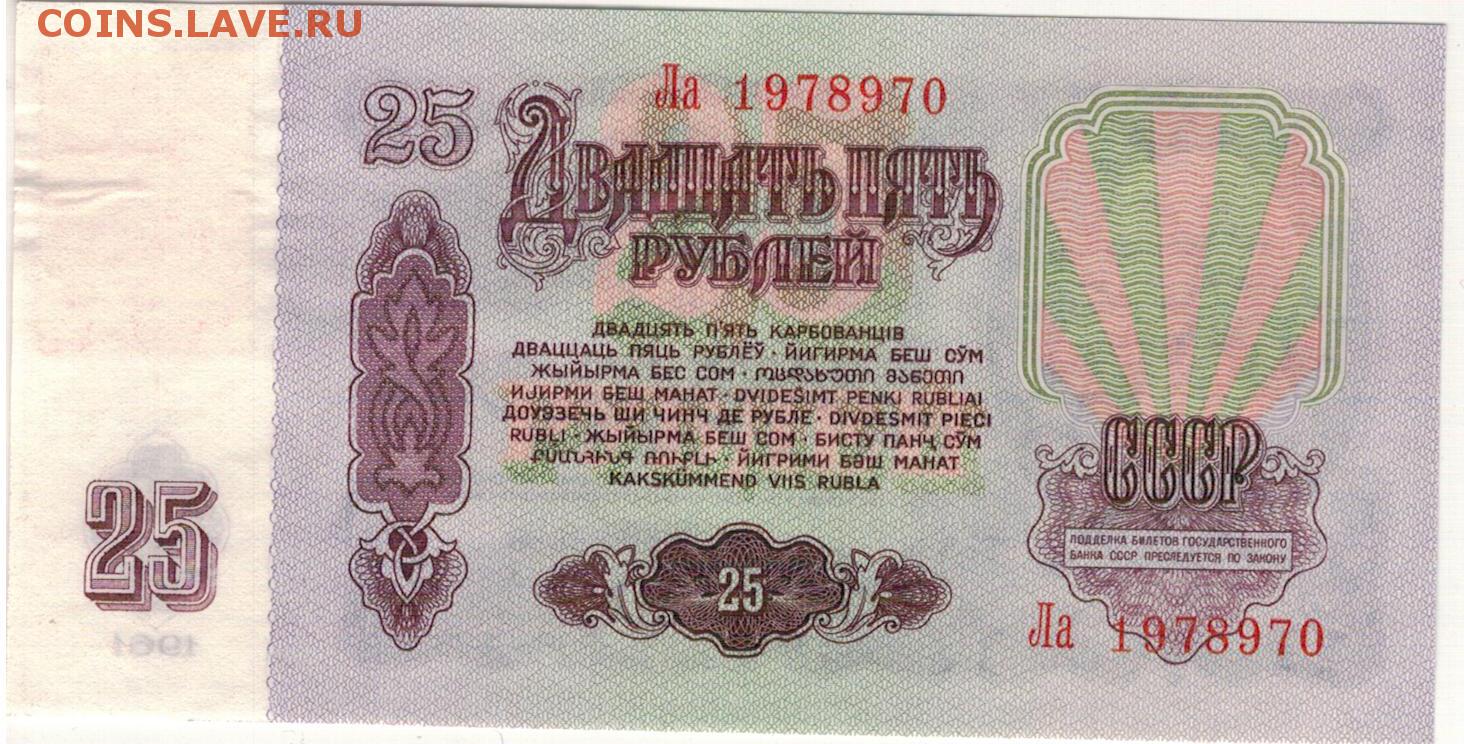 COINS.LAVE.RU
Ла 1978970
25
Двадцать пять
рублей
ДВАДЦЯТЬ П'ЯТЬ КАРБОВАНЦІВ
ДВАЦЦАЦЬ ПЯЦЬ РУБЛЁЎ · ЙИГИРМА БЕШ СЎМ
ЖЫЙЫРМА БЕС СОМ · ოცდახუთი მანეთი
ИЈИРМИ БЕШ МАНАТ · DVIDEŠIMT PENKI RUBLIAI
ДОУЭЗЕЧЬ ШИ ЧИНЧ ДЕ РУБЛЕ · DIVDESMIT PIECI
RUBĻI · ЖЫЙЫРМА БЕШ СОМ · БИСТУ ПАНҶ СЎМ
ՔՍԱՆՀԻՆԳ ՌՈՒԲԼԻ · ЙИГРИМИ БӘШ МАНАТ
KAKSKÜMMEND VIIS RUBLA
СССР
ПОДДЕЛКА БИЛЕТОВ ГОСУДАРСТВЕННОГО
БАНКА СССР ПРЕСЛЕДУЕТСЯ ПО ЗАКОНУ
25
25
Ла 1978970
1961